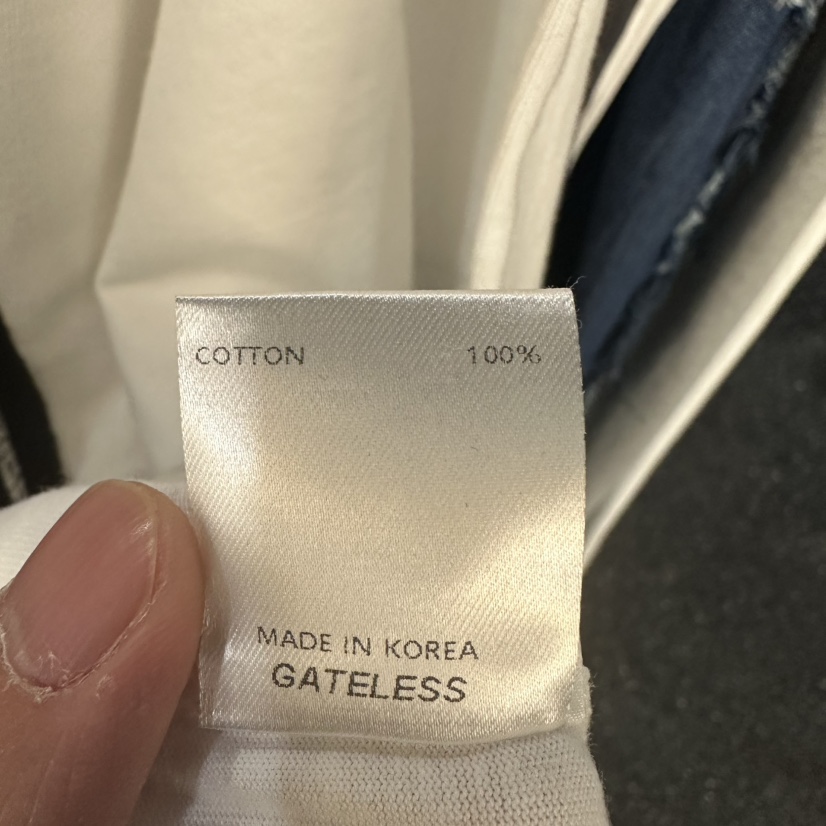 COTTON 100%
MADE IN KOREA
GATELESS